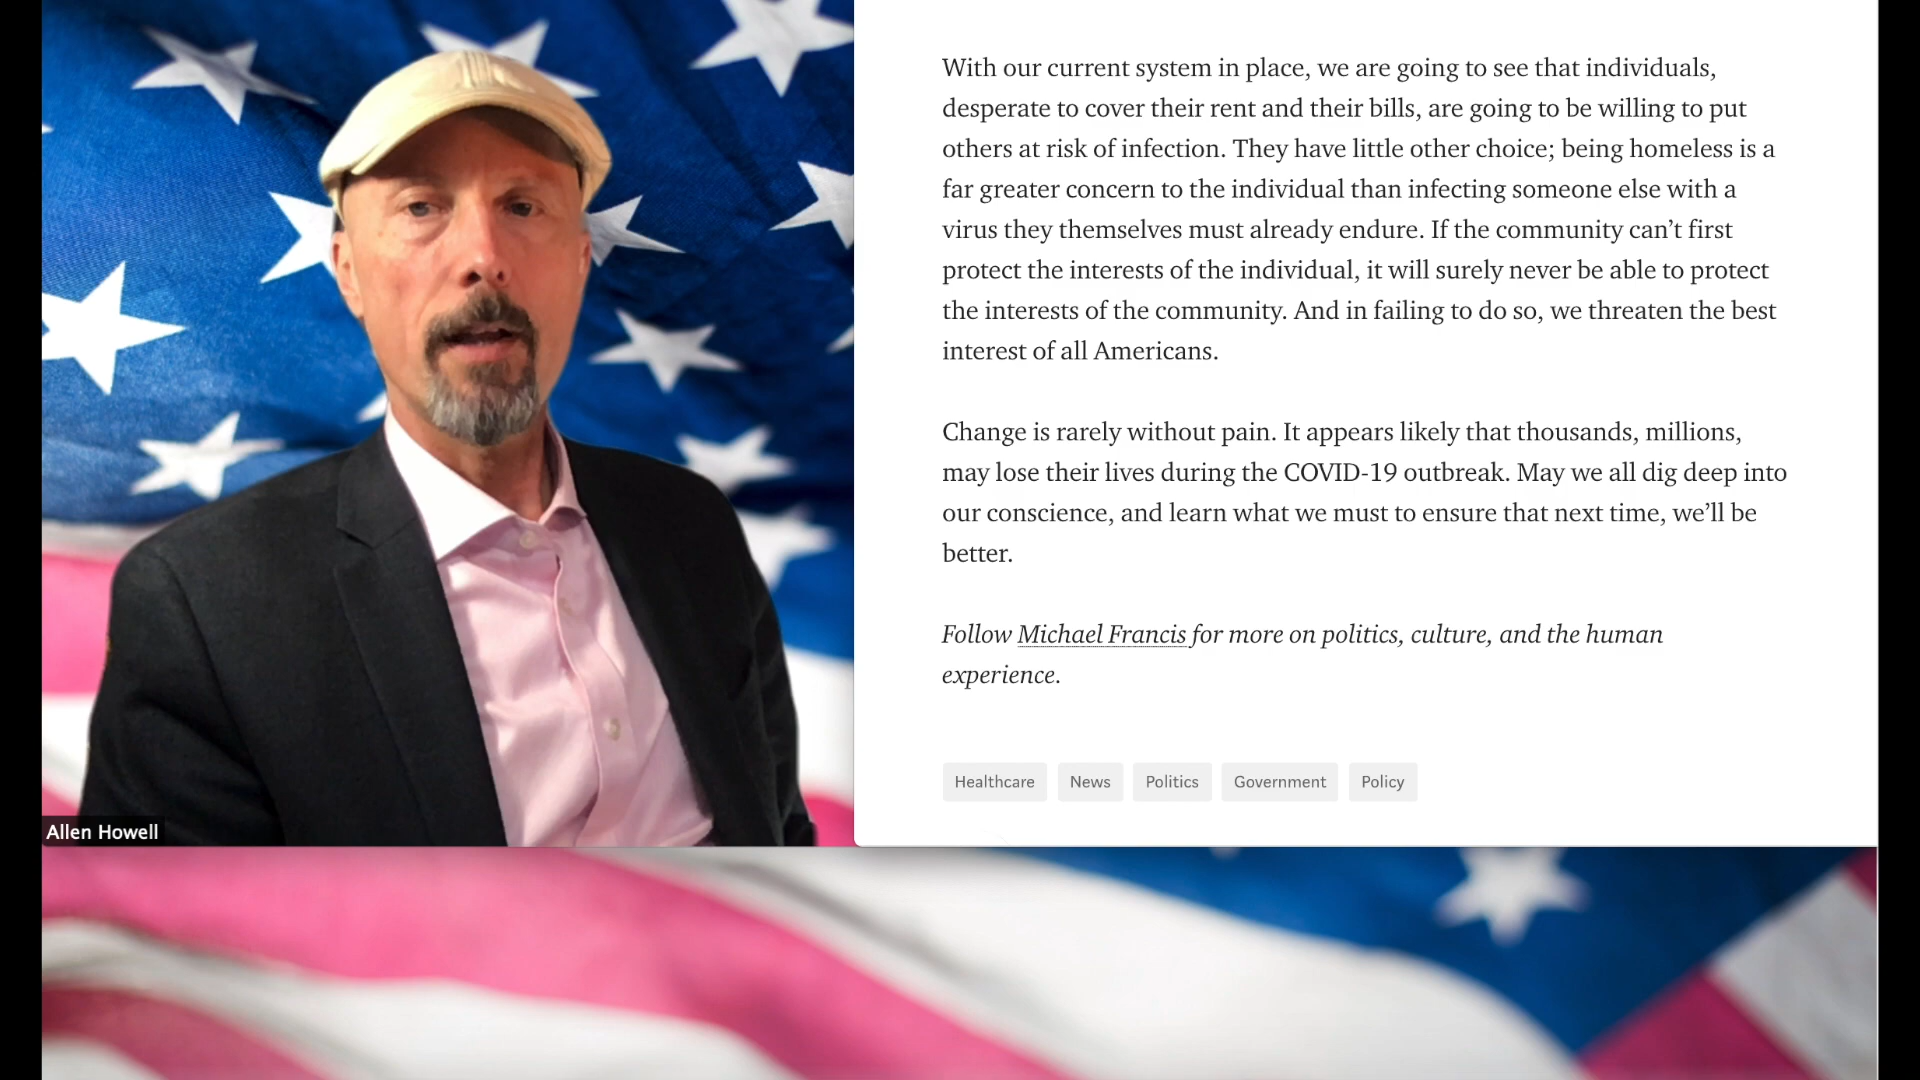 With our current system in place, we are going to see that individuals,
desperate to cover their rent and their bills, are going to be willing to put
others at risk of infection. They have little other choice; being homeless is a
far greater concern to the individual than infecting someone else with a
virus they themselves must already endure. If the community can’t first
protect the interests of the individual, it will surely never be able to protect
the interests of the community. And in failing to do so, we threaten the best
interest of all Americans.
Change is rarely without pain. It appears likely that thousands, millions,
may lose their lives during the COVID-19 outbreak. May we all dig deep into
our conscience, and learn what we must to ensure that next time, we’ll be
better.
Follow Michael Francis for more on politics, culture, and the human
experience.
Healthcare News Politics Government Policy
Allen Howell